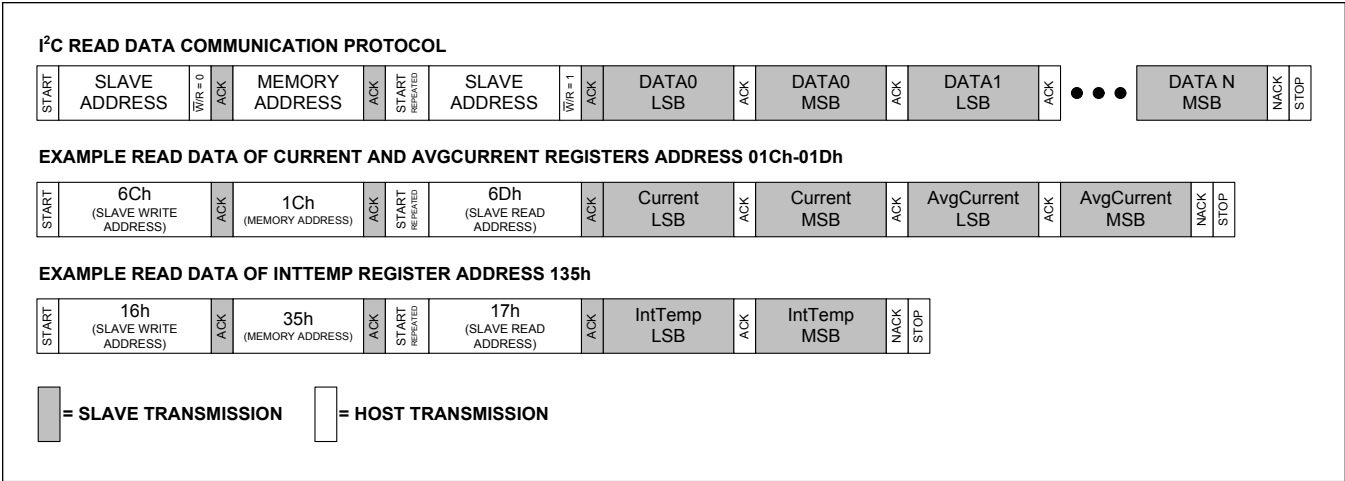 I²C READ DATA COMMUNICATION PROTOCOL
START SLAVE ADDRESS W̅/R = 0 ACK MEMORY ADDRESS ACK START REPEATED SLAVE ADDRESS W̅/R = 1 ACK DATA0 LSB ACK DATA0 MSB ACK DATA1 LSB ACK ● ● ● DATA N MSB NACK STOP
EXAMPLE READ DATA OF CURRENT AND AVGCURRENT REGISTERS ADDRESS 01Ch-01Dh
START 6Ch (SLAVE WRITE ADDRESS) ACK 1Ch (MEMORY ADDRESS) ACK START REPEATED 6Dh (SLAVE READ ADDRESS) ACK Current LSB ACK Current MSB ACK AvgCurrent LSB ACK AvgCurrent MSB NACK STOP
EXAMPLE READ DATA OF INTTEMP REGISTER ADDRESS 135h
START 16h (SLAVE WRITE ADDRESS) ACK 35h (MEMORY ADDRESS) ACK START REPEATED 17h (SLAVE READ ADDRESS) ACK IntTemp LSB ACK IntTemp MSB NACK STOP
= SLAVE TRANSMISSION = HOST TRANSMISSION